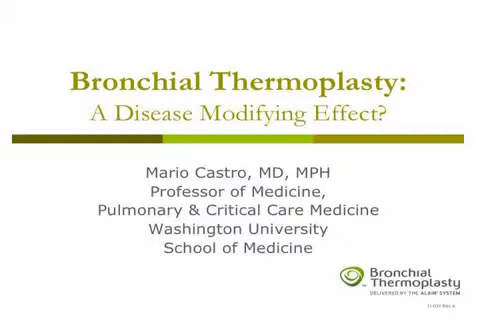 Bronchial Thermoplasty:
A Disease Modifying Effect?
Mario Castro, MD, MPH
Professor of Medicine,
Pulmonary & Critical Care Medicine
Washington University
School of Medicine
Bronchial
Thermoplasty
DELIVERED BY THE ALAIR SYSTEM